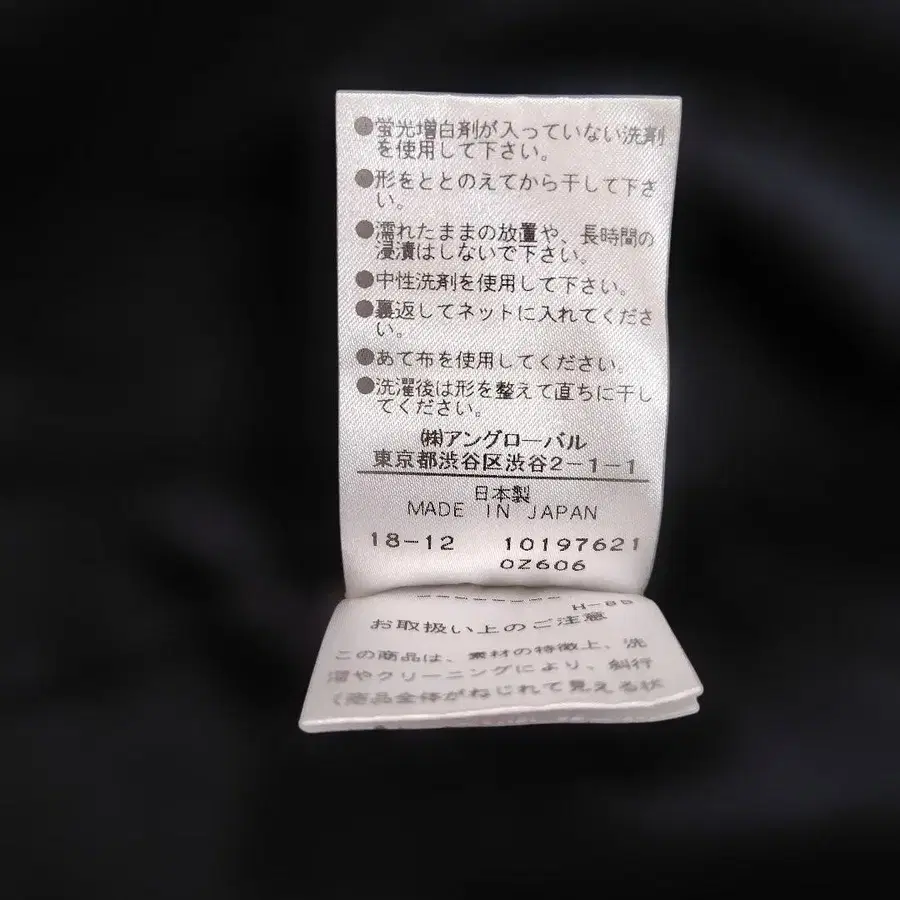 ●蛍光増白剤が入っていない洗剤
を使用して下さい。
●形をととのえてから干して下さ
い。
●濡れたままの放置や、長時間の
浸漬はしないで下さい。
●中性洗剤を使用して下さい。
●裏返してネットに入れてくださ
い。
●あて布を使用してください。
●洗濯後は形を整えて直ちに干し
てください。
㈱アングローバル
東京都渋谷区渋谷2-1-1
日本製
MADE IN JAPAN
18-12 10197621
0Z606
--------
H-85
お取扱い上のご注意
この商品は、素材の特徴上、洗
濯やクリーニングにより、斜行
(商品全体がねじれて見える状